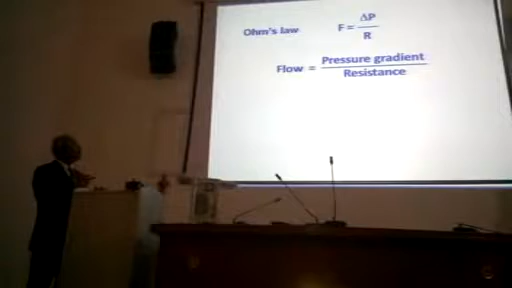 Ohm's law F = ΔP / R
Flow = Pressure gradient / Resistance